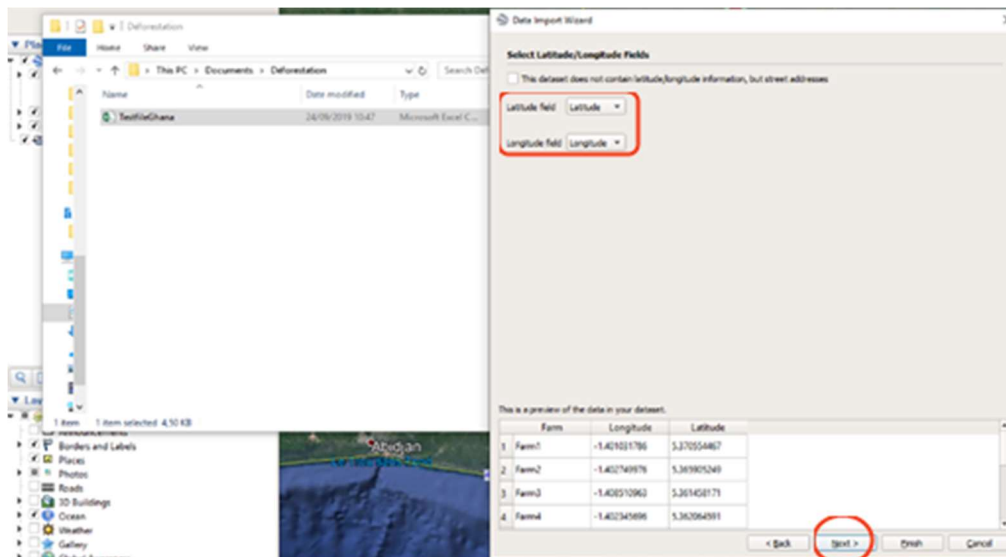 Deforestation
File Home Share View
This PC > Documents > Deforestation
Search Def
Name Date modified Type
TestfileGhana 24/09/2019 10:47 Microsoft Excel C...
1 item 1 item selected 4,50 KB
Borders and Labels
Places
Photos
Roads
3D Buildings
Ocean
Weather
Gallery
Abidjan
Data Import Wizard
Select Latitude/Longitude Fields
This dataset does not contain latitude/longitude information, but street addresses
Latitude field Latitude
Longitude field Longitude
This is a preview of the data in your dataset.
Farm Longitude Latitude
1 Farm1 -1.401031786 5.370554467
2 Farm2 -1.402749976 5.365905249
3 Farm3 -1.408510963 5.361458171
4 Farm4 -1.402345696 5.362064591
< Back Next > Finish Cancel